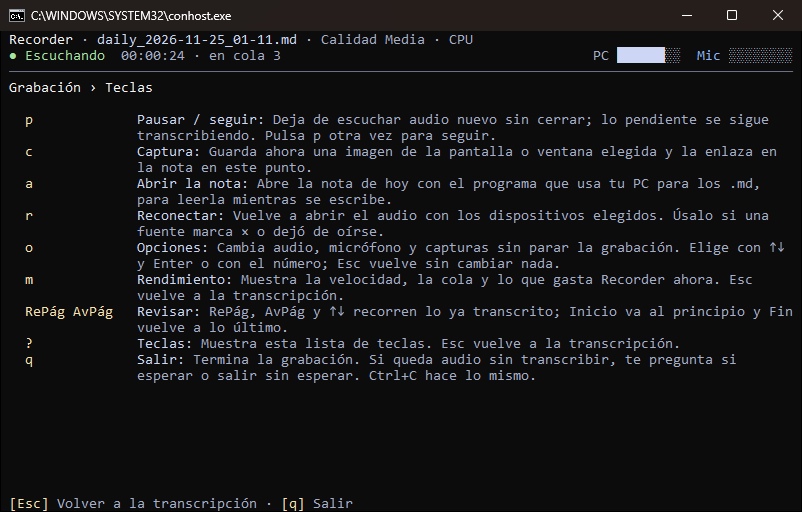 C:\WINDOWS\SYSTEM32\conhost.exe
Recorder · daily_2026-11-25_01-11.md · Calidad Media · CPU
● Escuchando 00:00:24 · en cola 3 PC Mic
Grabación › Teclas
p Pausar / seguir: Deja de escuchar audio nuevo sin cerrar; lo pendiente se sigue
transcribiendo. Pulsa p otra vez para seguir.
c Captura: Guarda ahora una imagen de la pantalla o ventana elegida y la enlaza en
la nota en este punto.
a Abrir la nota: Abre la nota de hoy con el programa que usa tu PC para los .md,
para leerla mientras se escribe.
r Reconectar: Vuelve a abrir el audio con los dispositivos elegidos. Úsalo si una
fuente marca × o dejó de oírse.
o Opciones: Cambia audio, micrófono y capturas sin parar la grabación. Elige con ↑↓
y Enter o con el número; Esc vuelve sin cambiar nada.
m Rendimiento: Muestra la velocidad, la cola y lo que gasta Recorder ahora. Esc
vuelve a la transcripción.
RePág AvPág Revisar: RePág, AvPág y ↑↓ recorren lo ya transcrito; Inicio va al principio y Fin
vuelve a lo último.
? Teclas: Muestra esta lista de teclas. Esc vuelve a la transcripción.
q Salir: Termina la grabación. Si queda audio sin transcribir, te pregunta si
esperar o salir sin esperar. Ctrl+C hace lo mismo.
[Esc] Volver a la transcripción · [q] Salir